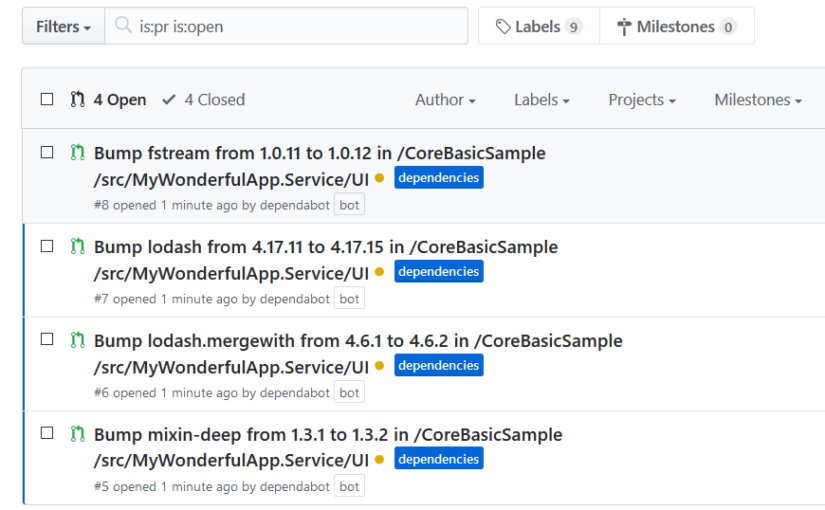 Filters
is:pr is:open
Labels 9
Milestones 0
4 Open
4 Closed
Author
Labels
Projects
Milestones
Bump fstream from 1.0.11 to 1.0.12 in /CoreBasicSample
/src/MyWonderfulApp.Service/UI dependencies
#8 opened 1 minute ago by dependabot bot
Bump lodash from 4.17.11 to 4.17.15 in /CoreBasicSample
/src/MyWonderfulApp.Service/UI dependencies
#7 opened 1 minute ago by dependabot bot
Bump lodash.mergewith from 4.6.1 to 4.6.2 in /CoreBasicSample
/src/MyWonderfulApp.Service/UI dependencies
#6 opened 1 minute ago by dependabot bot
Bump mixin-deep from 1.3.1 to 1.3.2 in /CoreBasicSample
/src/MyWonderfulApp.Service/UI dependencies
#5 opened 1 minute ago by dependabot bot